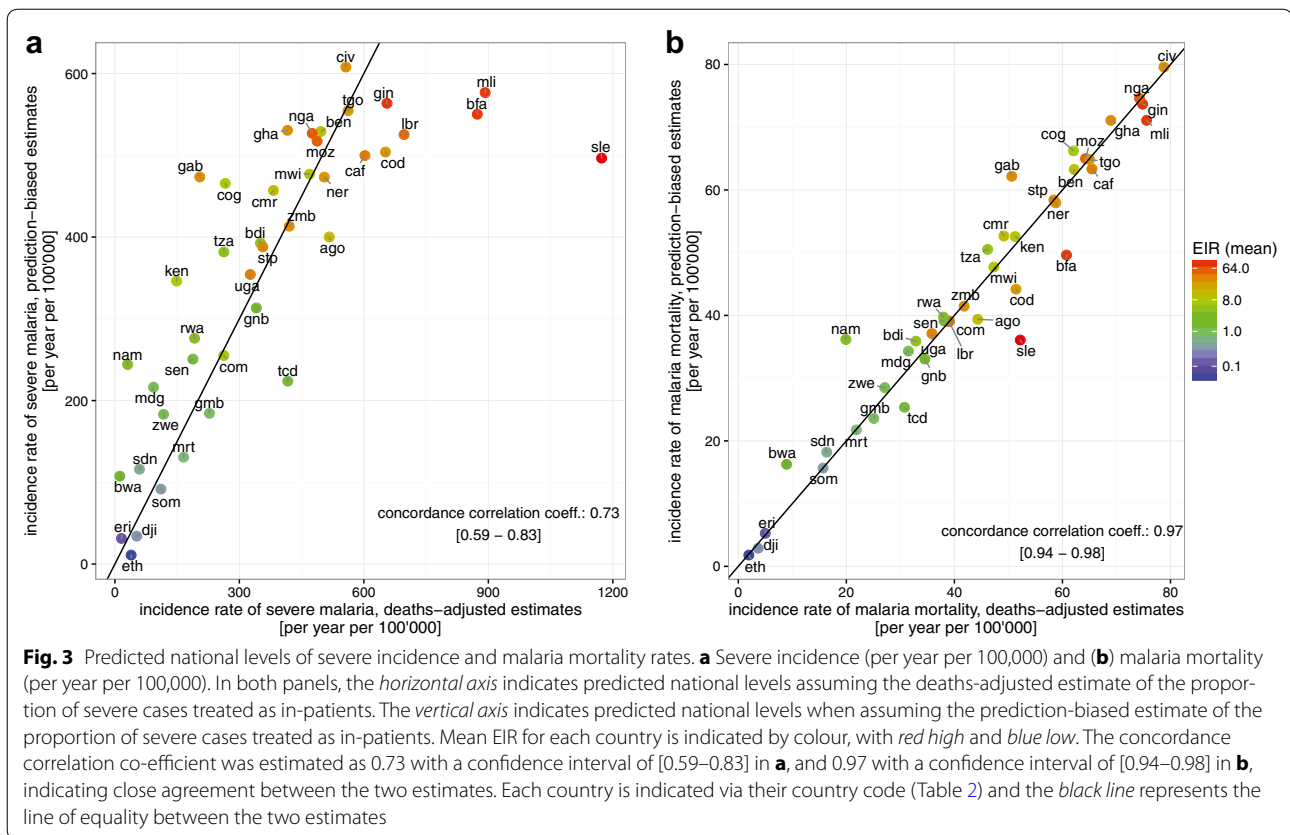 a
incidence rate of severe malaria, prediction−biased estimates
[per year per 100'000]
600
400
200
0
civ
mli
gin
tgo
bfa
nga
ben
lbr
gha
moz
sle
gab
caf
cod
mwi
cog
ner
cmr
zmb
bdi
tza
ago
stp
ken
uga
gnb
rwa
nam
sen
com
tcd
mdg
gmb
zwe
mrt
sdn
bwa
som
eri
dji
eth
concordance correlation coeff.: 0.73
[0.59 − 0.83]
0
300
600
900
1200
incidence rate of severe malaria, deaths−adjusted estimates
[per year per 100'000]
b
incidence rate of malaria mortality, prediction−biased estimates
[per year per 100'000]
80
60
40
20
0
civ
nga
gin
gha
mli
cog
moz
tgo
gab
ben
caf
stp
ner
cmr
ken
tza
bfa
mwi
cod
zmb
rwa
sen
ago
nam
com
bdi
sle
uga
lbr
mdg
gnb
zwe
gmb
tcd
mrt
sdn
bwa
som
eri
dji
eth
concordance correlation coeff.: 0.97
[0.94 − 0.98]
0
20
40
60
80
incidence rate of malaria mortality, deaths−adjusted estimates
[per year per 100'000]
EIR (mean)
64.0
8.0
1.0
0.1
Fig. 3 Predicted national levels of severe incidence and malaria mortality rates. a Severe incidence (per year per 100,000) and (b) malaria mortality
(per year per 100,000). In both panels, the horizontal axis indicates predicted national levels assuming the deaths-adjusted estimate of the propor-
tion of severe cases treated as in-patients. The vertical axis indicates predicted national levels when assuming the prediction-biased estimate of the
proportion of severe cases treated as in-patients. Mean EIR for each country is indicated by colour, with red high and blue low. The concordance
correlation co-efficient was estimated as 0.73 with a confidence interval of [0.59–0.83] in a, and 0.97 with a confidence interval of [0.94–0.98] in b,
indicating close agreement between the two estimates. Each country is indicated via their country code (Table 2) and the black line represents the
line of equality between the two estimates